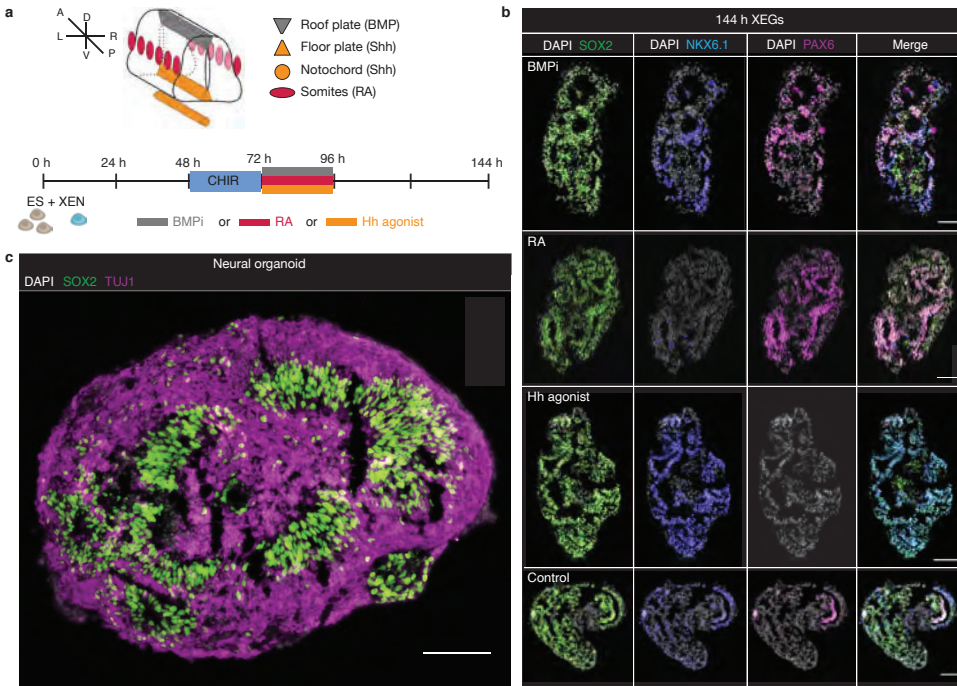 a
A
D
L
R
V
P
Roof plate (BMP)
Floor plate (Shh)
Notochord (Shh)
Somites (RA)
0 h
24 h
48 h
72 h
96 h
144 h
CHIR
ES + XEN
BMPi or RA or Hh agonist
b
144 h XEGs
DAPI SOX2
DAPI NKX6.1
DAPI PAX6
Merge
BMPi
RA
Hh agonist
Control
c
Neural organoid
DAPI SOX2 TUJ1